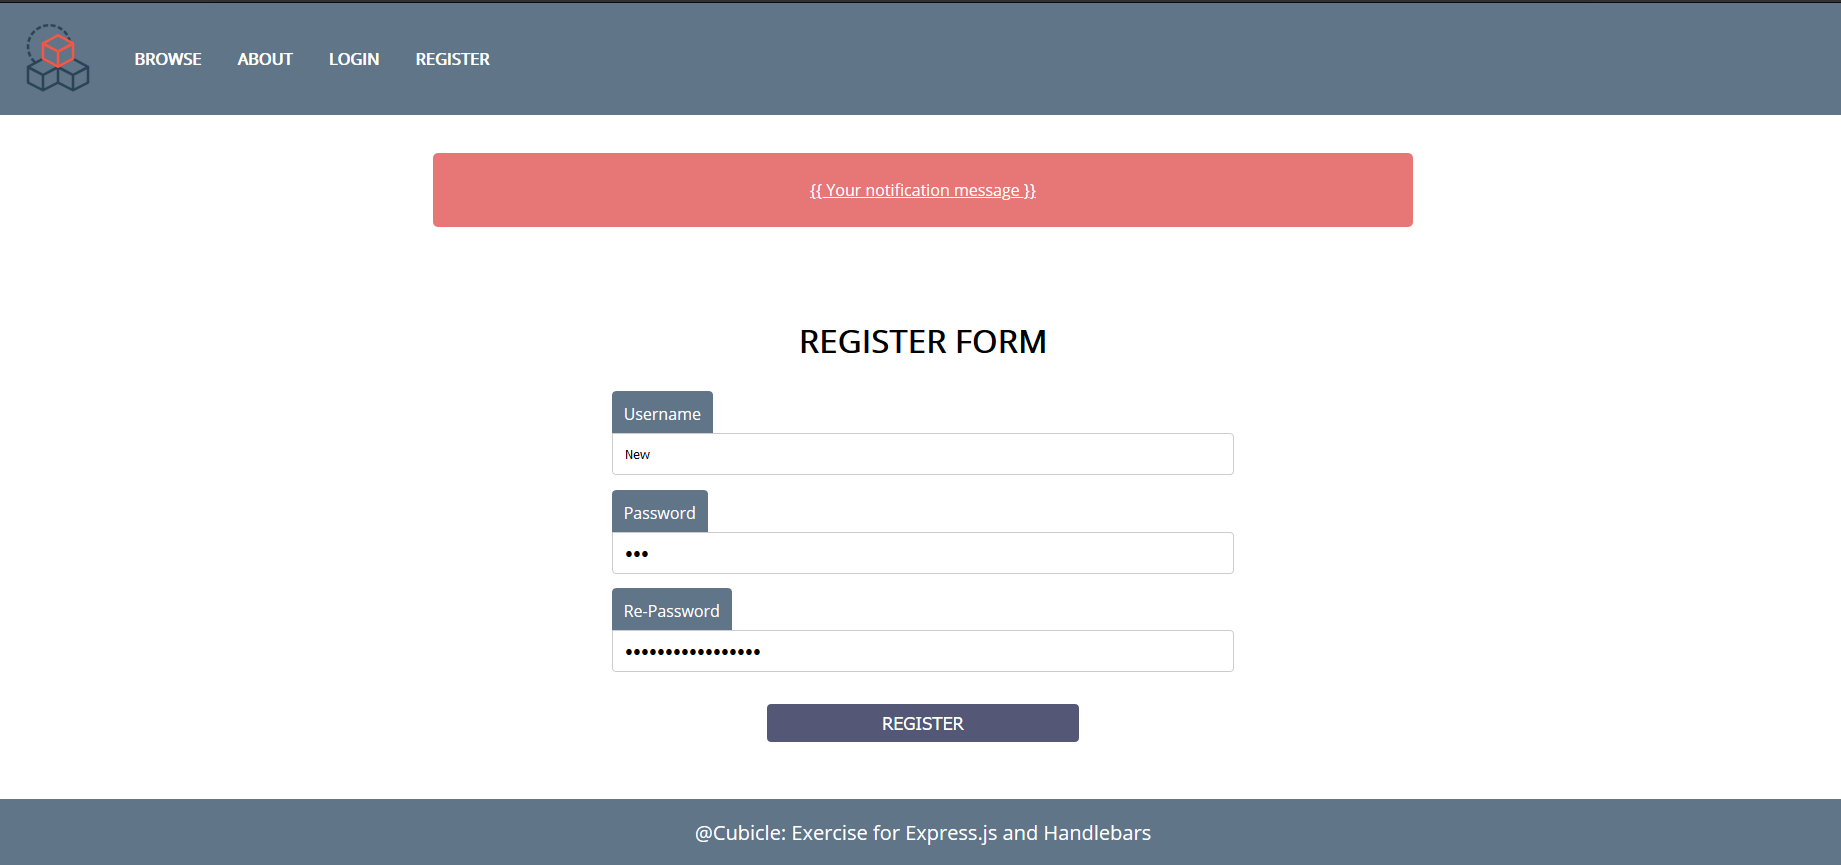 BROWSE ABOUT LOGIN REGISTER
{{ Your notification message }}
REGISTER FORM
Username
New
Password
•••
Re-Password
•••••••••••••••••
REGISTER
@Cubicle: Exercise for Express.js and Handlebars